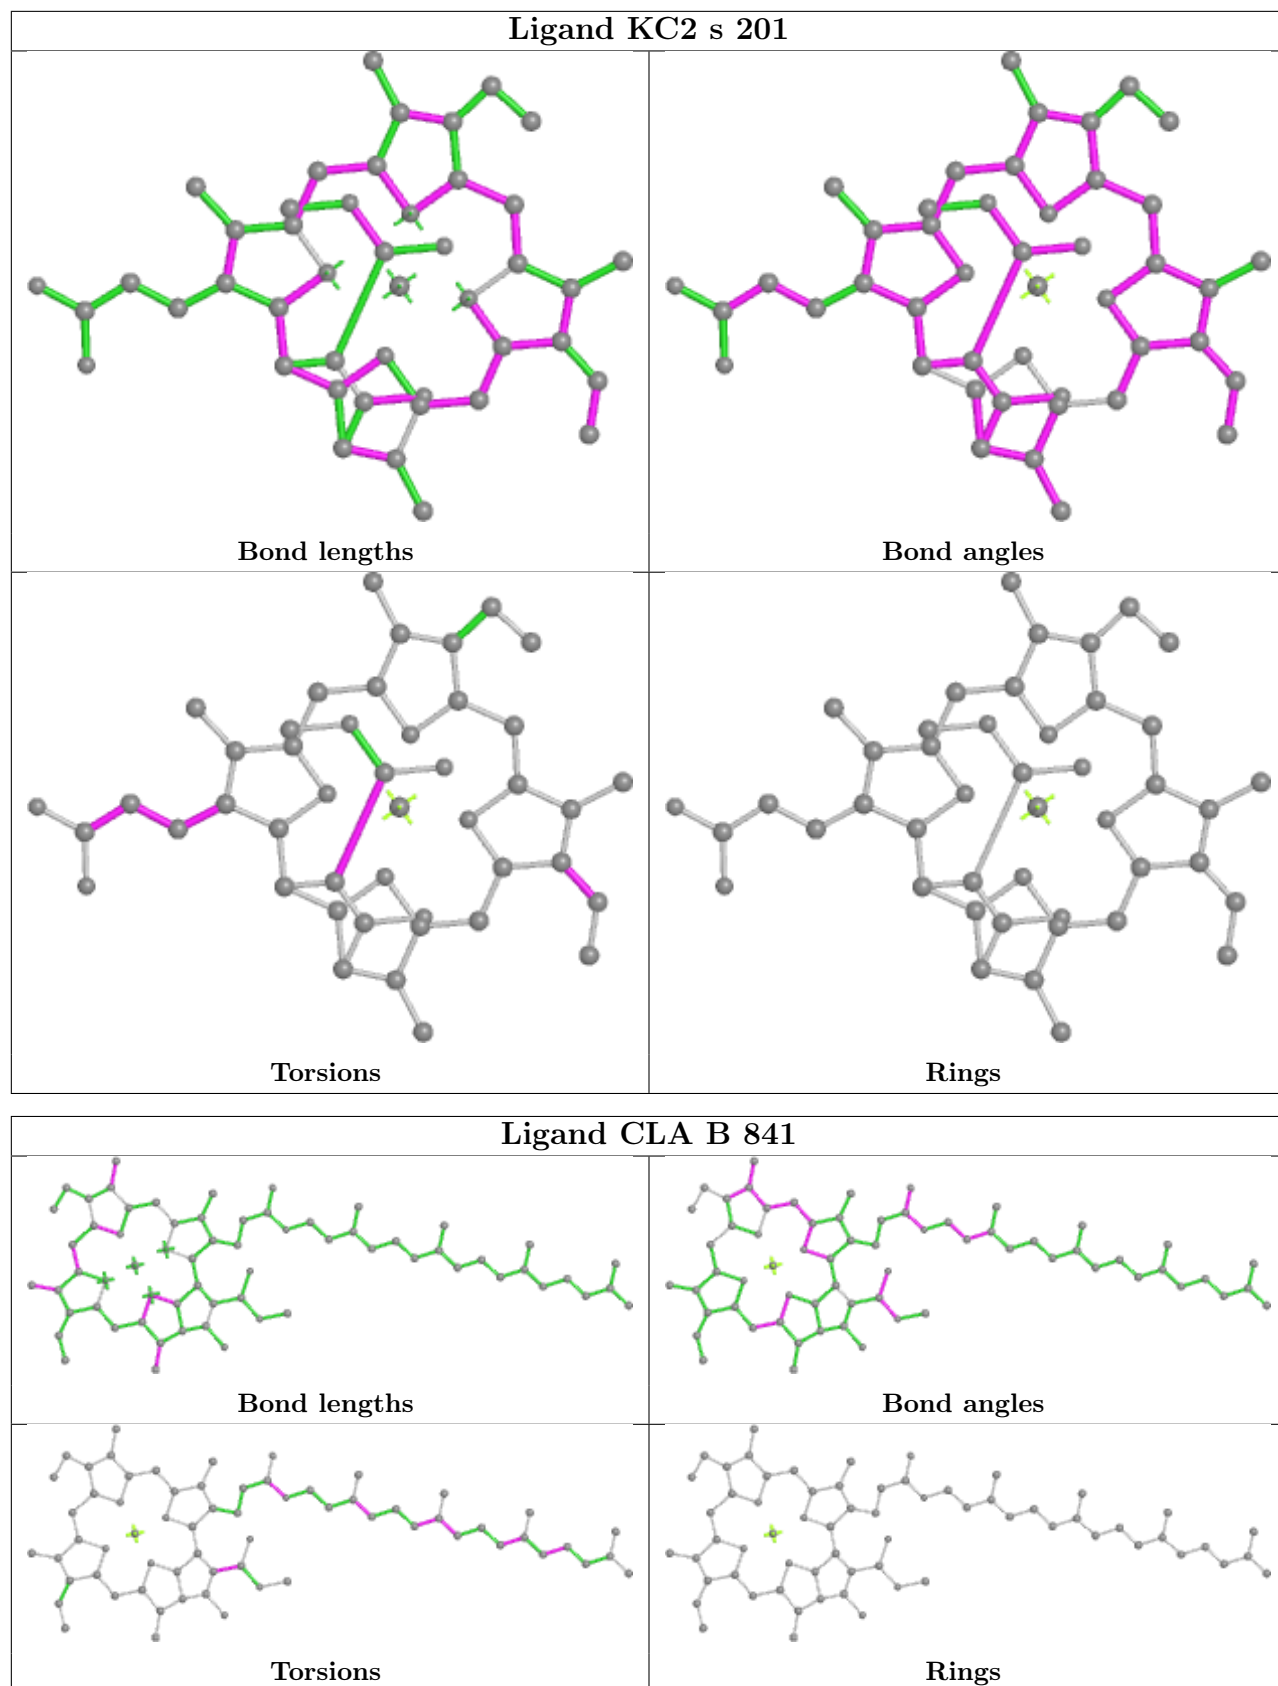 Ligand KC2 s 201
Bond lengths
Bond angles
Torsions
Rings
Ligand CLA B 841
Bond lengths
Bond angles
Torsions
Rings